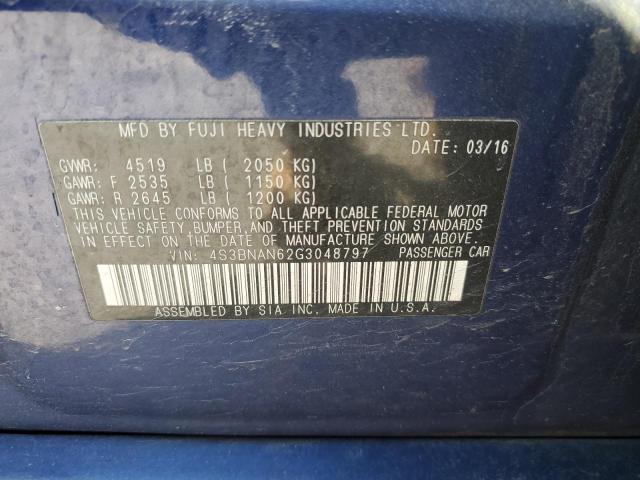 MFD BY FUJI HEAVY INDUSTRIES LTD.
DATE: 03/16
GVWR: 4519 LB ( 2050 KG)
GAWR: F 2535 LB ( 1150 KG)
GAWR: R 2645 LB ( 1200 KG)
THIS VEHICLE CONFORMS TO ALL APPLICABLE FEDERAL MOTOR
VEHICLE SAFETY,BUMPER,AND THEFT PREVENTION STANDARDS
IN EFFECT ON THE DATE OF MANUFACTURE SHOWN ABOVE.
VIN: 4S3BNAN62G3048797 PASSENGER CAR
ASSEMBLED BY SIA INC. MADE IN U.S.A.